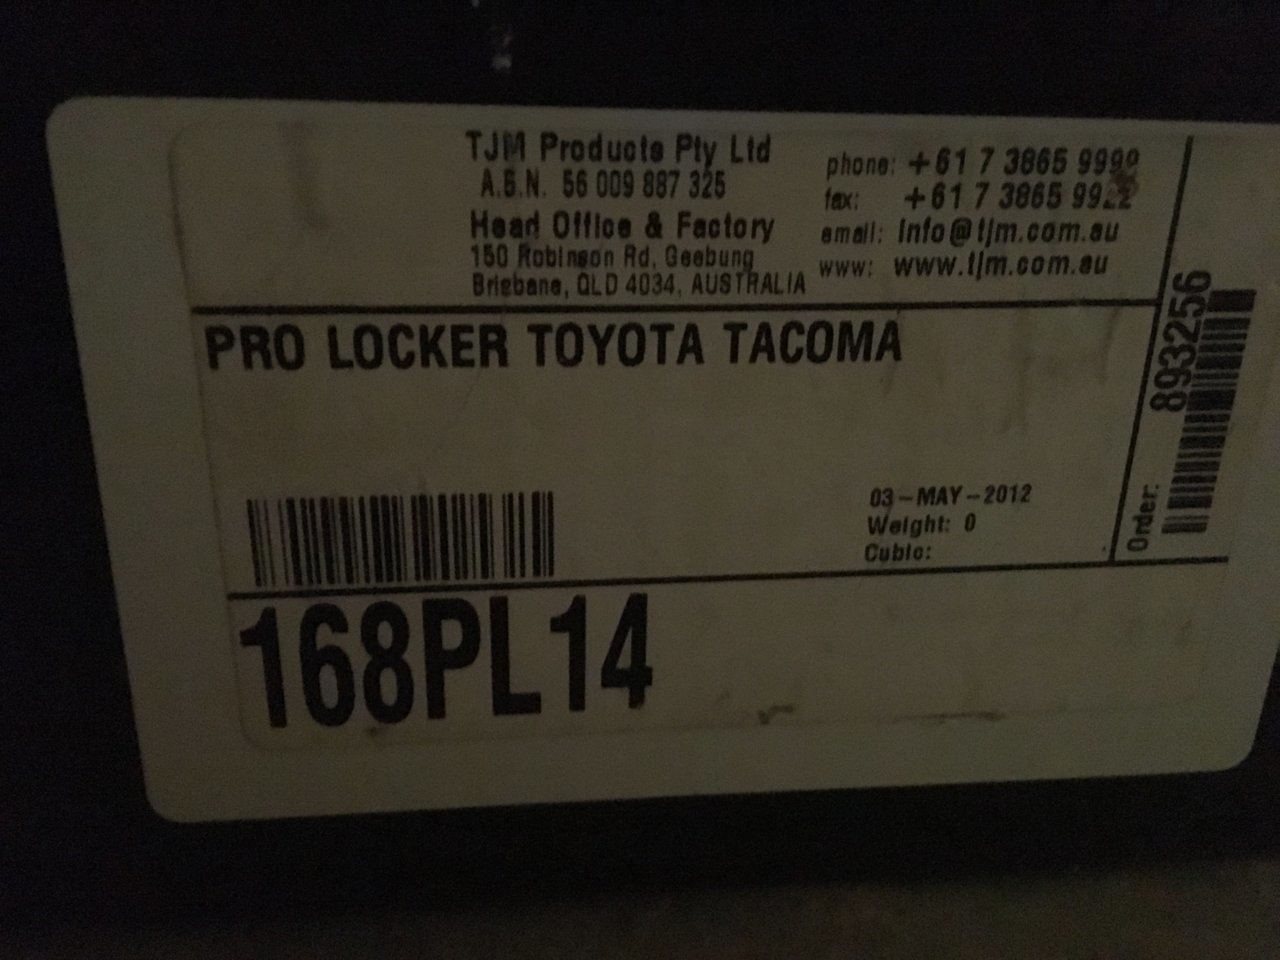 TJM Products Pty Ltd
A.B.N. 56 009 887 325
Head Office & Factory
150 Robinson Rd, Geebung
Brisbane, QLD 4034, AUSTRALIA
phone: +61 7 3865 9999
fax: +61 7 3865 9922
email: info@tjm.com.au
www: www.tjm.com.au
PRO LOCKER TOYOTA TACOMA
03-MAY-2012
Weight: 0
Cubic:
Order: 893256
168PL14